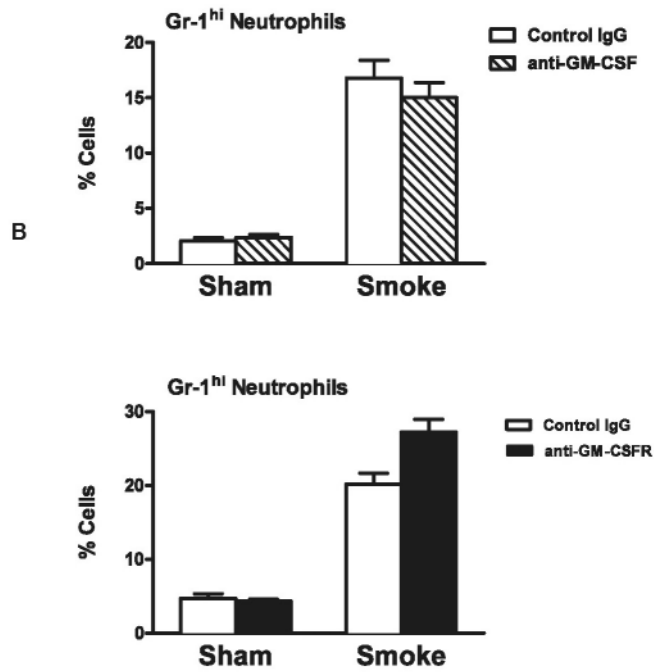 Gr-1hi Neutrophils
Control IgG
anti-GM-CSF
20
15
10
5
0
% Cells
Sham
Smoke
B
Gr-1hi Neutrophils
Control IgG
anti-GM-CSFR
30
20
10
0
% Cells
Sham
Smoke